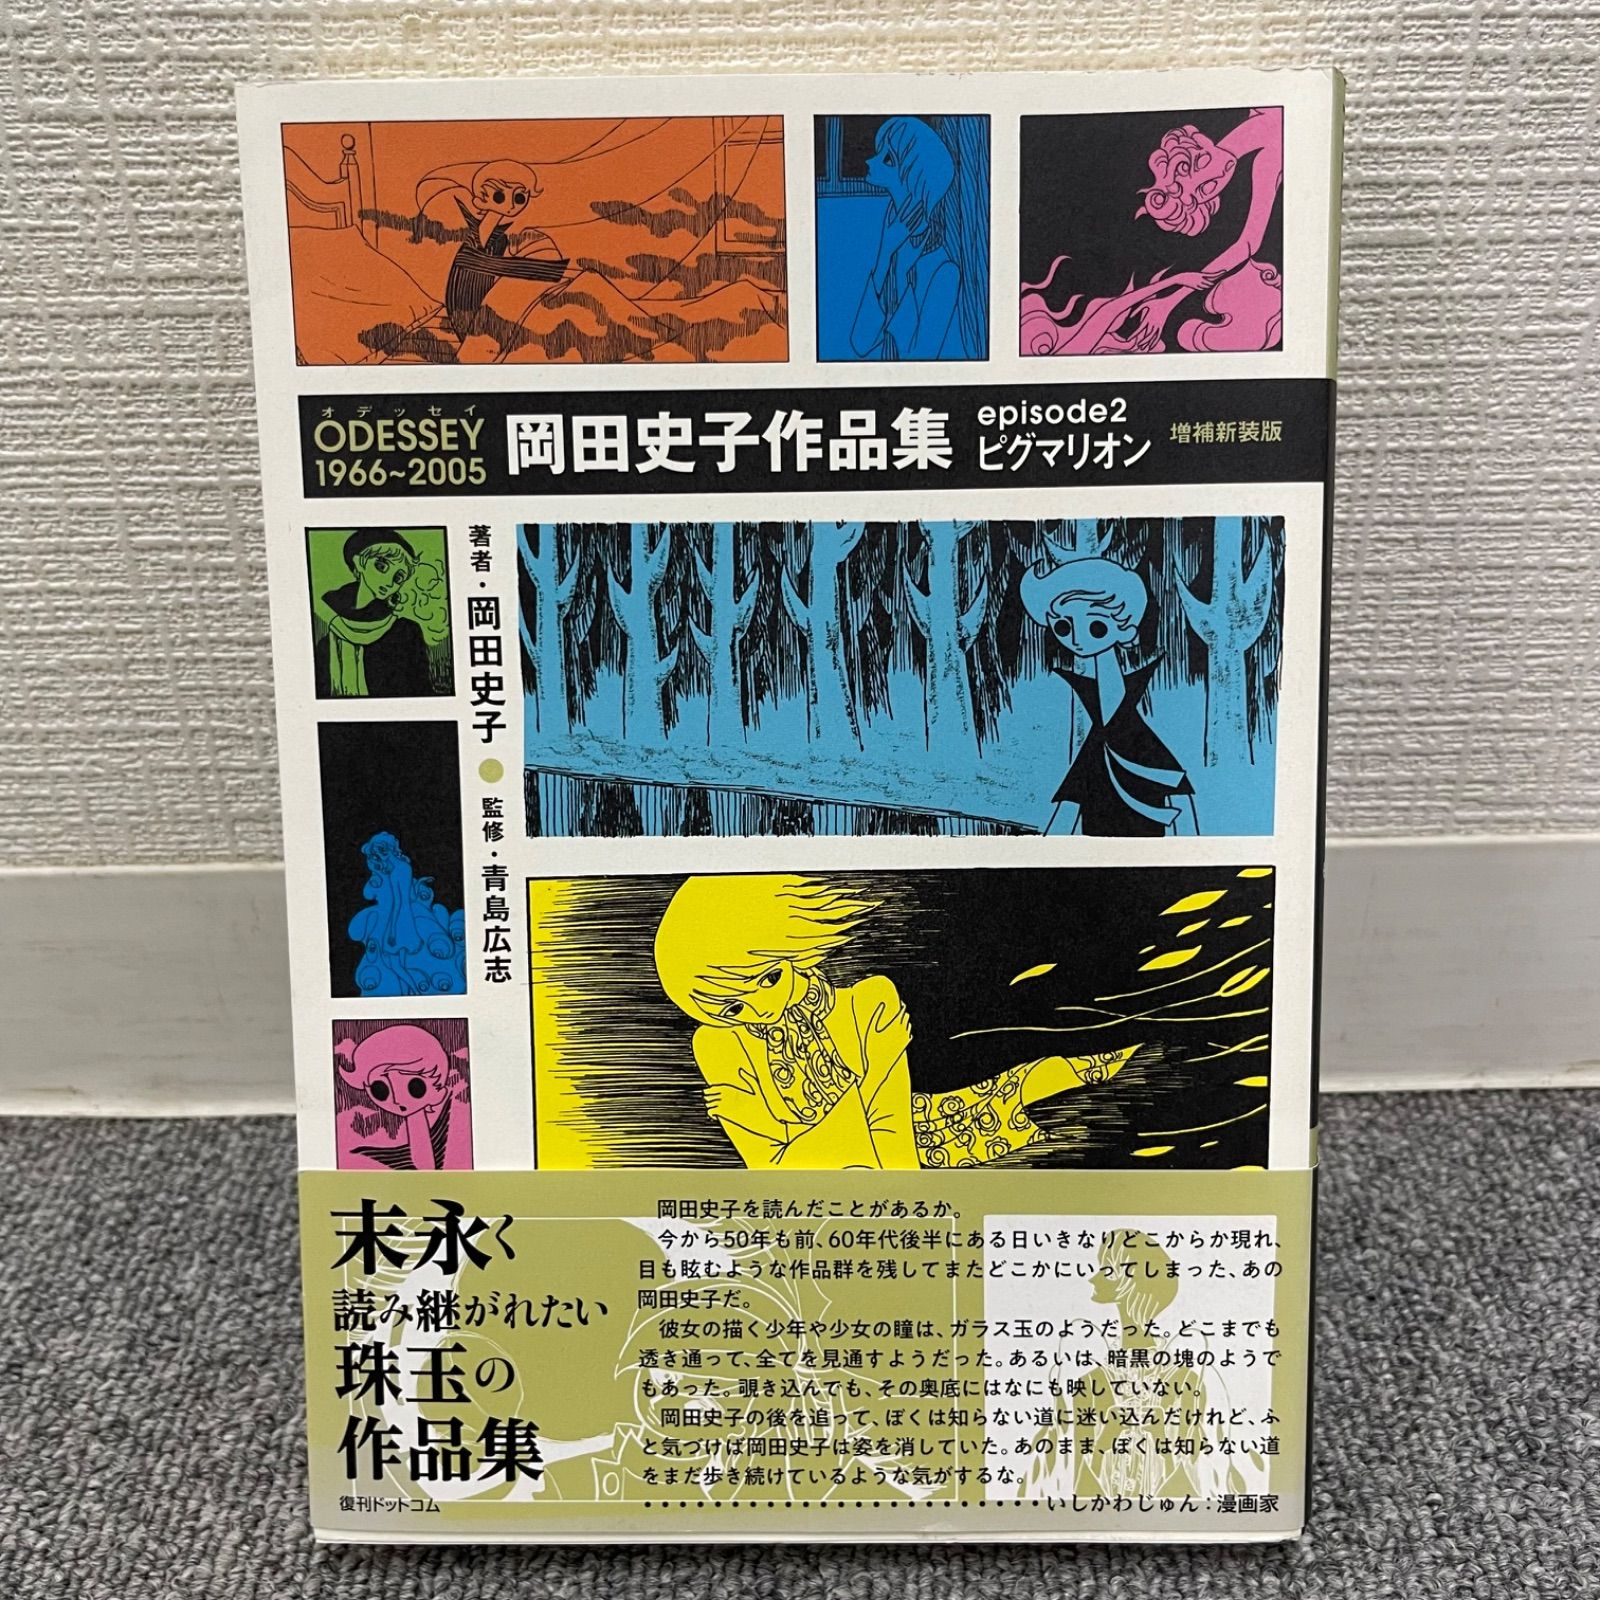 オデッセイ
ODESSEY
1966~2005
岡田史子作品集
episode2
ピグマリオン
増補新装版
著者・岡田史子●監修・青島広志
末永く
読み継がれたい
珠玉の
作品集
復刊ドットコム
岡田史子を読んだことがあるか。
今から50年も前、60年代後半にある日いきなりどこからか現れ、
目も眩むような作品群を残してまたどこかにいってしまった、あの
岡田史子だ。
彼女の描く少年や少女の瞳は、ガラス玉のようだった。どこまでも
透き通って、全てを見通すようだった。あるいは、暗黒の塊のようで
もあった。覗き込んでも、その奥底にはなにも映していない。
岡田史子の後を追って、ぼくは知らない道に迷い込んだけれど、ふ
と気づけば岡田史子は姿を消していた。あのまま、ぼくは知らない道
をまだ歩き続けているような気がするな。
・・・・・・・・・・・・・・・・・・・・・・・・いしかわじゅん：漫画家